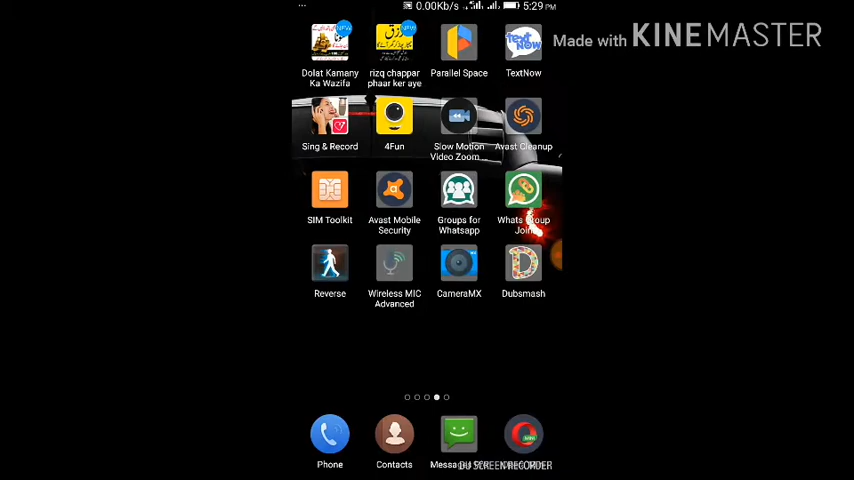 0.00Kb/s
5:29 PM
Made with KINEMASTER
Dolat Kamany
Ka Wazifa
rizq chappar
phaar ker aye
Parallel Space
text
now
TextNow
Sing & Record
4Fun
Slow Motion
Video Zoom ...
Avast Cleanup
SIM Toolkit
Avast Mobile
Security
Groups for
Whatsapp
Whats Group
Join
Reverse
Wireless MIC
Advanced
CameraMX
D
Dubsmash
Phone
Contacts
DU SCREEN RECORDER